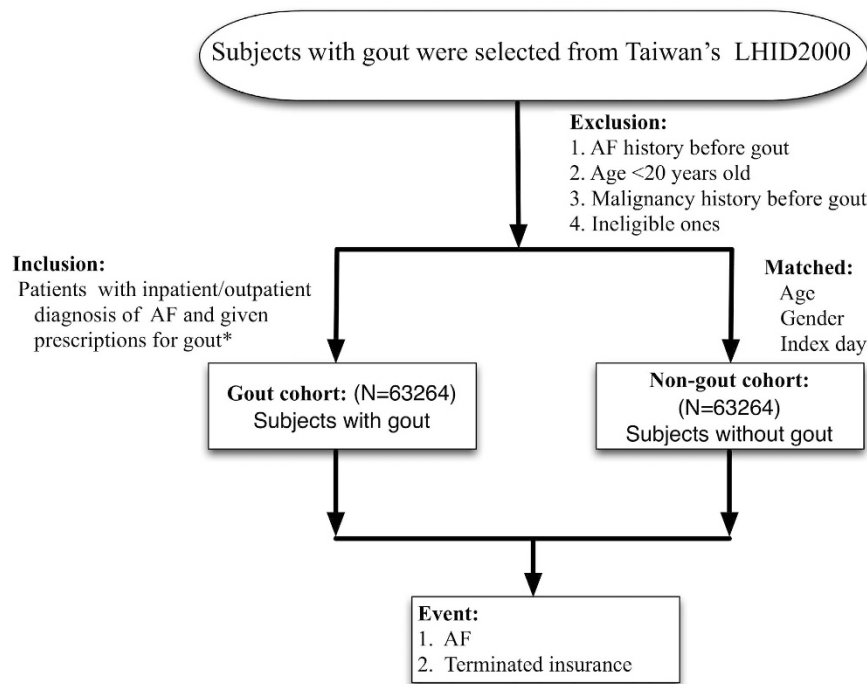 Subjects with gout were selected from Taiwan’s LHID2000
Exclusion:
1. AF history before gout
2. Age <20 years old
3. Malignancy history before gout
4. Ineligible ones
Inclusion:
Patients with inpatient/outpatient
diagnosis of AF and given
prescriptions for gout*
Matched:
Age
Gender
Index day
Gout cohort: (N=63264)
Subjects with gout
Non-gout cohort:
(N=63264)
Subjects without gout
Event:
1. AF
2. Terminated insurance